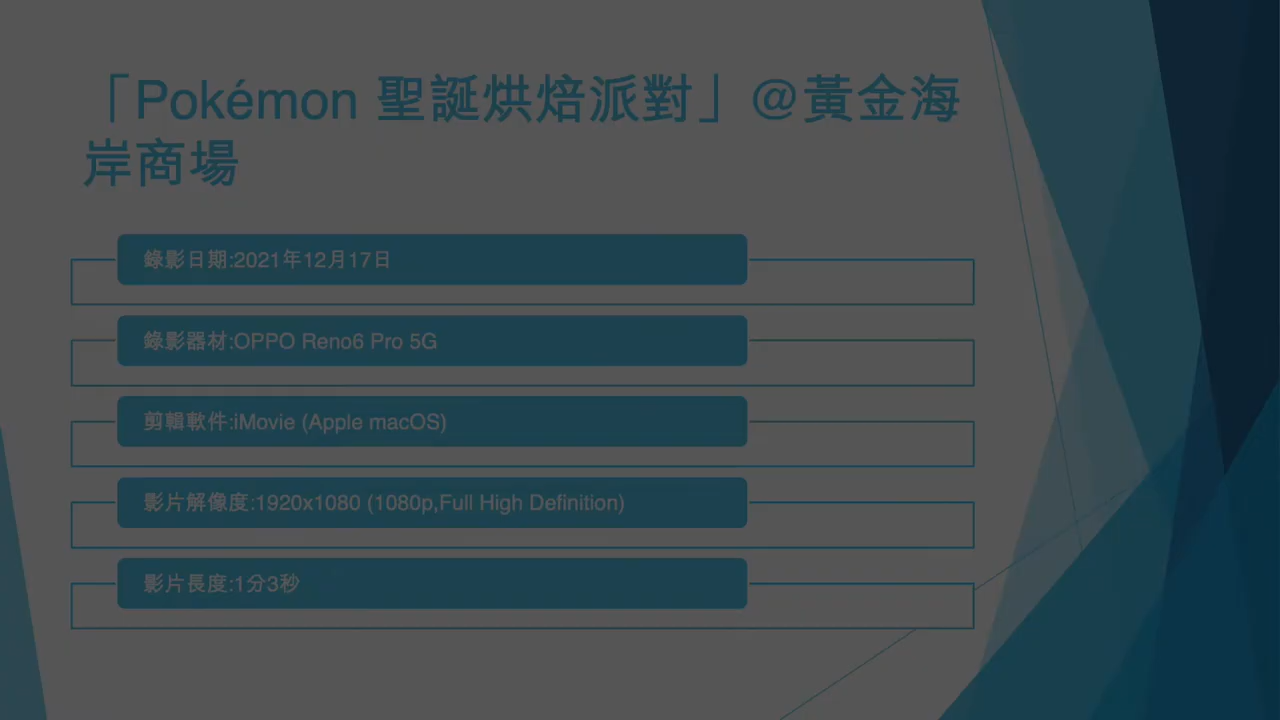 「Pokémon 聖誕烘焙派對」@黃金海
岸商場
錄影日期:2021年12月17日
錄影器材:OPPO Reno6 Pro 5G
剪輯軟件:iMovie (Apple macOS)
影片解像度:1920x1080 (1080p,Full High Definition)
影片長度:1分3秒